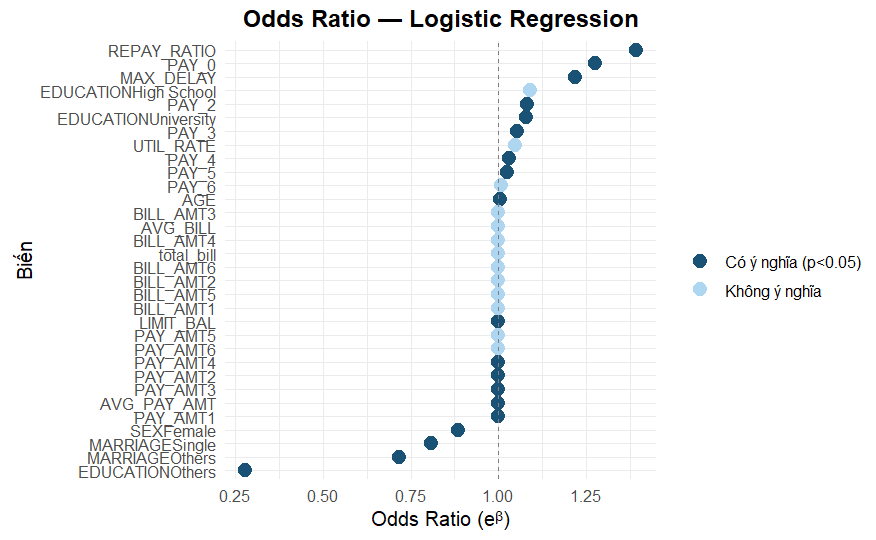 Odds Ratio — Logistic Regression
REPAY_RATIO
PAY_0
MAX_DELAY
EDUCATIONHigh School
PAY_2
EDUCATIONUniversity
PAY_3
UTIL_RATE
PAY_4
PAY_5
PAY_6
AGE
BILL_AMT3
AVG_BILL
BILL_AMT4
total_bill
BILL_AMT6
BILL_AMT2
BILL_AMT5
BILL_AMT1
LIMIT_BAL
PAY_AMT5
PAY_AMT6
PAY_AMT4
PAY_AMT2
PAY_AMT3
AVG_PAY_AMT
PAY_AMT1
SEXFemale
MARRIAGESingle
MARRIAGEOthers
EDUCATIONOthers
Biến
0.25 0.50 0.75 1.00 1.25
Odds Ratio (eᵝ)
Có ý nghĩa (p<0.05)
Không ý nghĩa